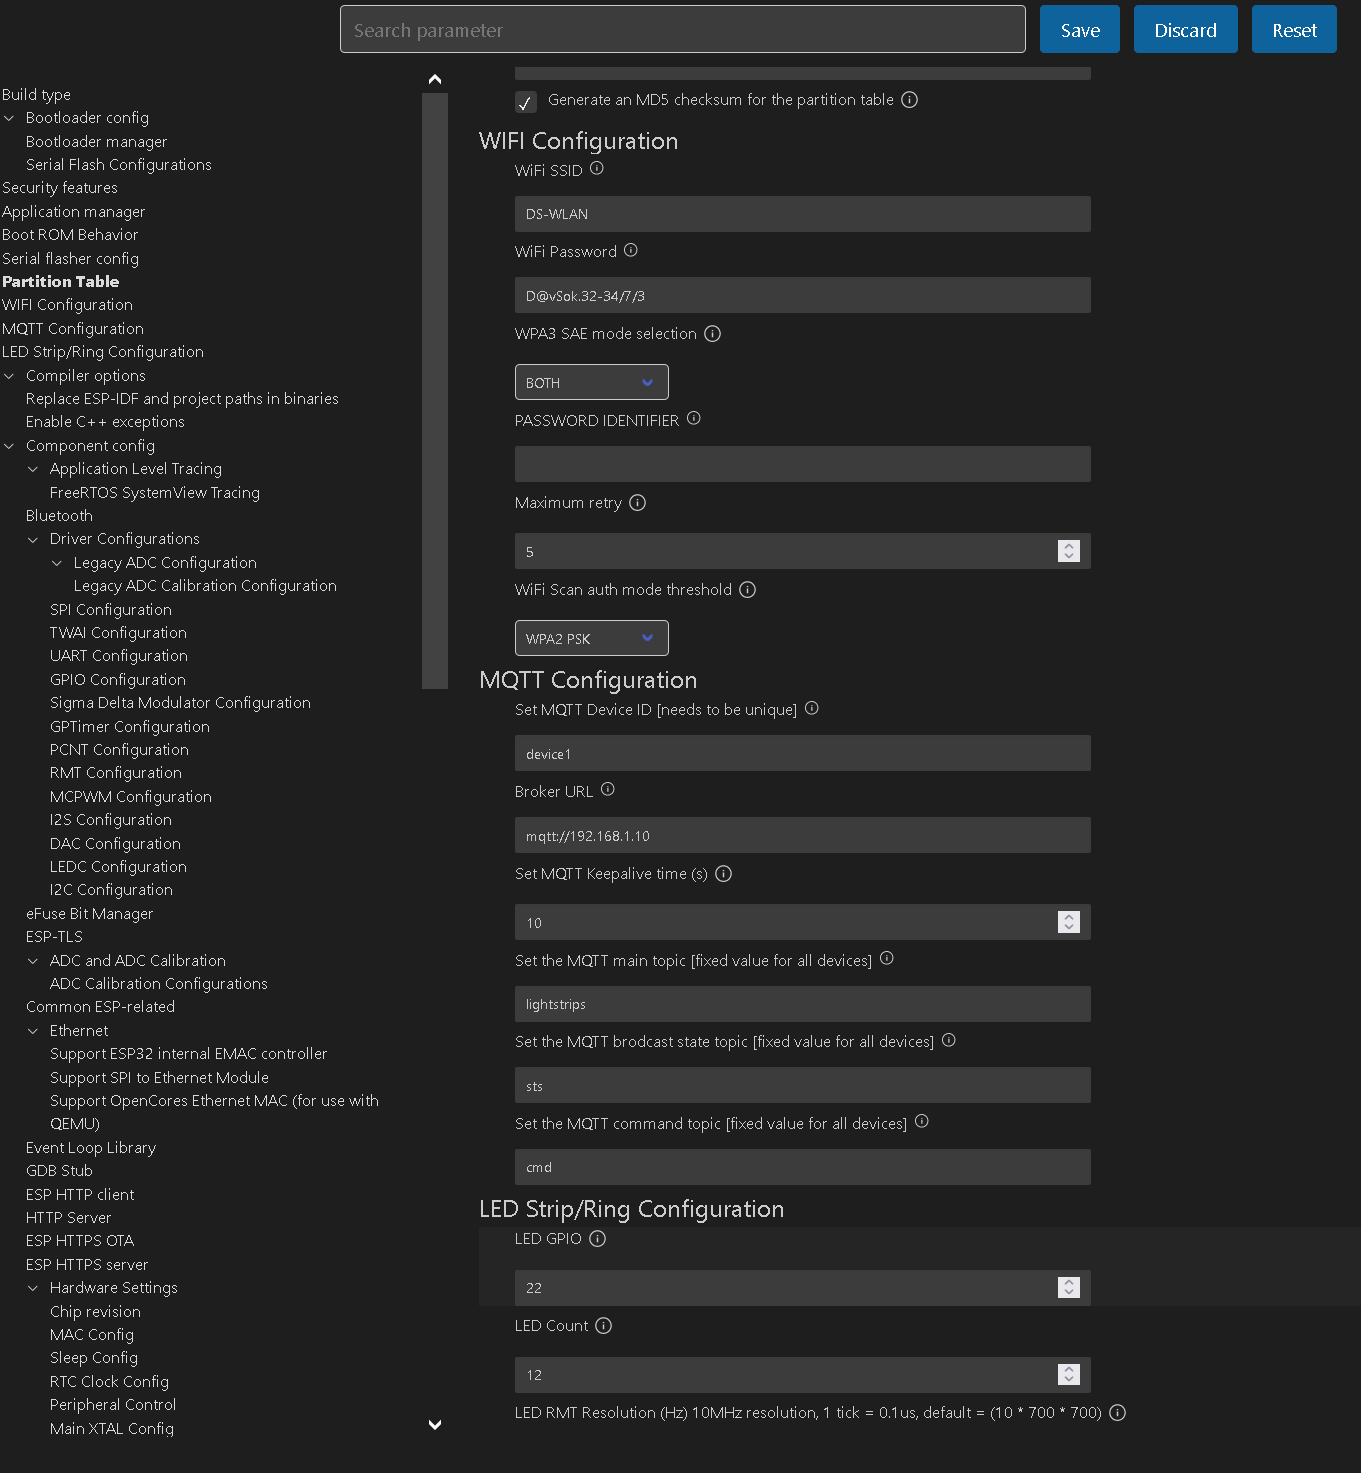 Search parameter
Save
Discard
Reset
Build type
Bootloader config
Bootloader manager
Serial Flash Configurations
Security features
Application manager
Boot ROM Behavior
Serial flasher config
Partition Table
WIFI Configuration
MQTT Configuration
LED Strip/Ring Configuration
Compiler options
Replace ESP-IDF and project paths in binaries
Enable C++ exceptions
Component config
Application Level Tracing
FreeRTOS SystemView Tracing
Bluetooth
Driver Configurations
Legacy ADC Configuration
Legacy ADC Calibration Configuration
SPI Configuration
TWAI Configuration
UART Configuration
GPIO Configuration
Sigma Delta Modulator Configuration
GPTimer Configuration
PCNT Configuration
RMT Configuration
MCPWM Configuration
I2S Configuration
DAC Configuration
LEDC Configuration
I2C Configuration
eFuse Bit Manager
ESP-TLS
ADC and ADC Calibration
ADC Calibration Configurations
Common ESP-related
Ethernet
Support ESP32 internal EMAC controller
Support SPI to Ethernet Module
Support OpenCores Ethernet MAC (for use with
QEMU)
Event Loop Library
GDB Stub
ESP HTTP client
HTTP Server
ESP HTTPS OTA
ESP HTTPS server
Hardware Settings
Chip revision
MAC Config
Sleep Config
RTC Clock Config
Peripheral Control
Main XTAL Config
Generate an MD5 checksum for the partition table
WIFI Configuration
WiFi SSID
DS-WLAN
WiFi Password
D@vSok.32-34/7/3
WPA3 SAE mode selection
BOTH
PASSWORD IDENTIFIER
Maximum retry
5
WiFi Scan auth mode threshold
WPA2 PSK
MQTT Configuration
Set MQTT Device ID [needs to be unique]
device1
Broker URL
mqtt://192.168.1.10
Set MQTT Keepalive time (s)
10
Set the MQTT main topic [fixed value for all devices]
lightstrips
Set the MQTT brodcast state topic [fixed value for all devices]
sts
Set the MQTT command topic [fixed value for all devices]
cmd
LED Strip/Ring Configuration
LED GPIO
22
LED Count
12
LED RMT Resolution (Hz) 10MHz resolution, 1 tick = 0.1us, default = (10 * 700 * 700)